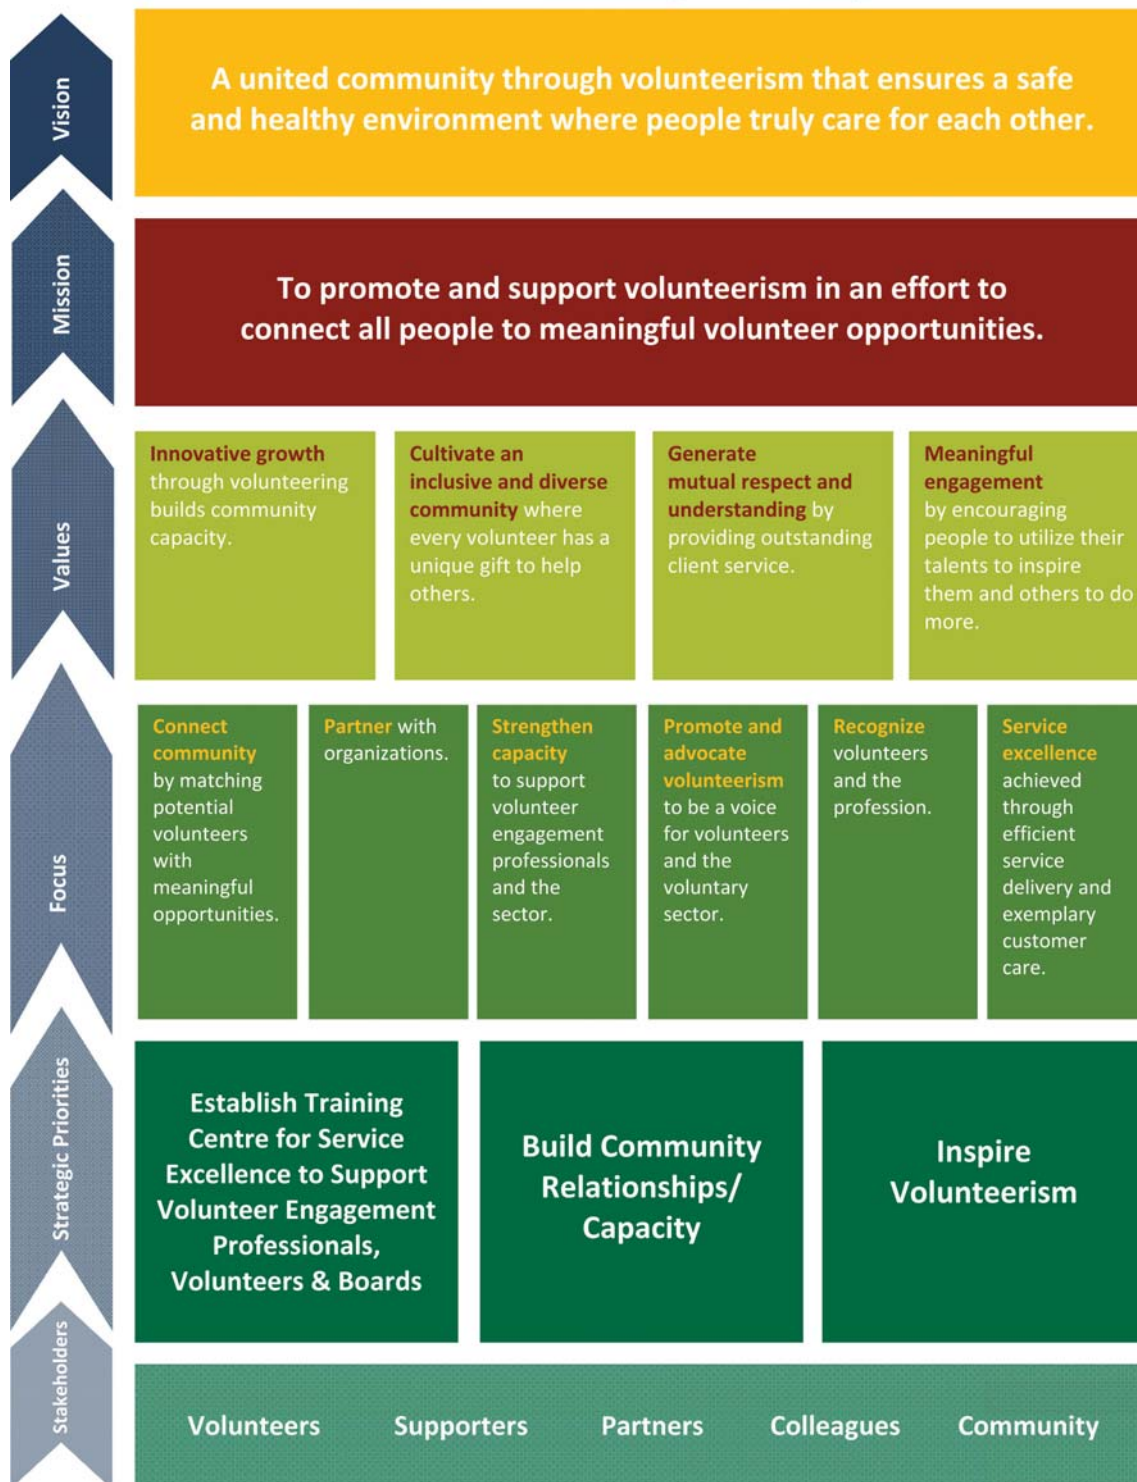 Vision
A united community through volunteerism that ensures a safe
and healthy environment where people truly care for each other.
Mission
To promote and support volunteerism in an effort to
connect all people to meaningful volunteer opportunities.
Values
Innovative growth
through volunteering
builds community
capacity.
Cultivate an
inclusive and diverse
community where
every volunteer has a
unique gift to help
others.
Generate
mutual respect and
understanding by
providing outstanding
client service.
Meaningful
engagement
by encouraging
people to utilize their
talents to inspire
them and others to do
more.
Focus
Connect
community
by matching
potential
volunteers
with
meaningful
opportunities.
Partner with
organizations.
Strengthen
capacity
to support
volunteer
engagement
professionals
and the
sector.
Promote and
advocate
volunteerism
to be a voice
for volunteers
and the
voluntary
sector.
Recognize
volunteers
and the
profession.
Service
excellence
achieved
through
efficient
service
delivery and
exemplary
customer
care.
Strategic Priorities
Establish Training
Centre for Service
Excellence to Support
Volunteer Engagement
Professionals,
Volunteers & Boards
Build Community
Relationships/
Capacity
Inspire
Volunteerism
Stakeholders
Volunteers Supporters Partners Colleagues Community